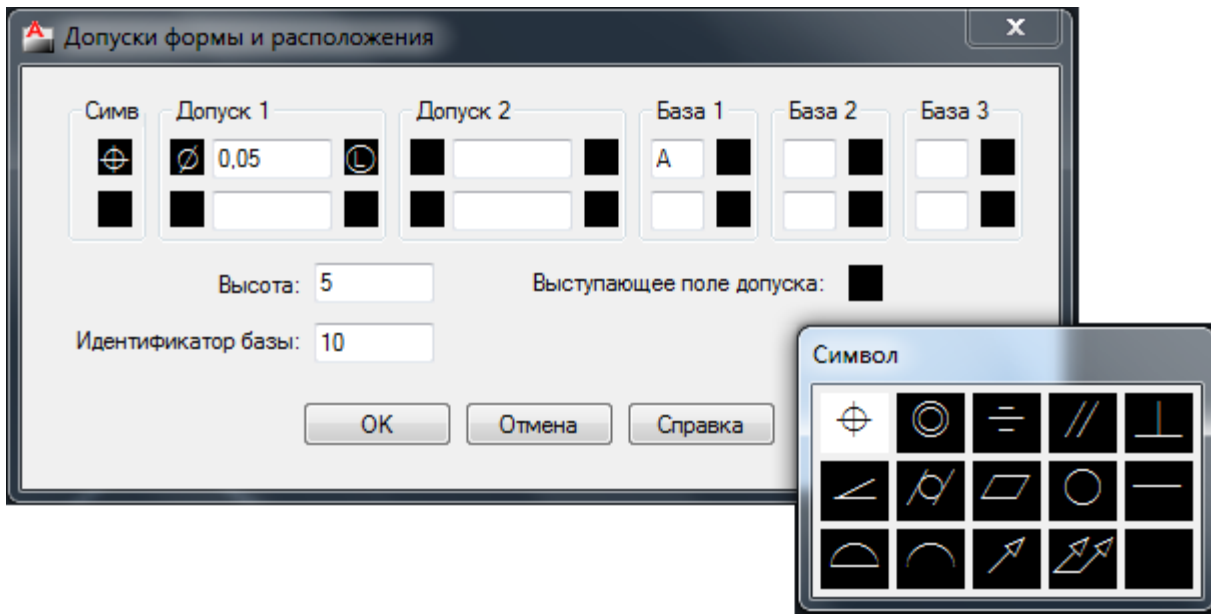 Допуски формы и расположения
Симв Допуск 1 Допуск 2 База 1 База 2 База 3
⌀ 0,05 Ⓛ A
Высота: 5 Выступающее поле допуска:
Идентификатор базы: 10
OK Отмена Справка
Символ